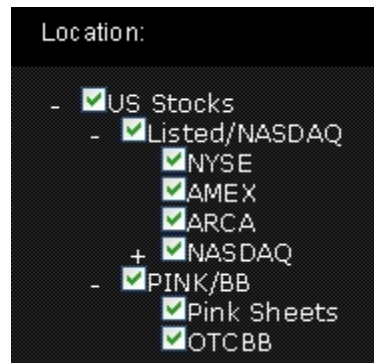 Location:
- US Stocks
- Listed/NASDAQ
NYSE
AMEX
ARCA
+ NASDAQ
- PINK/BB
Pink Sheets
OTCBB